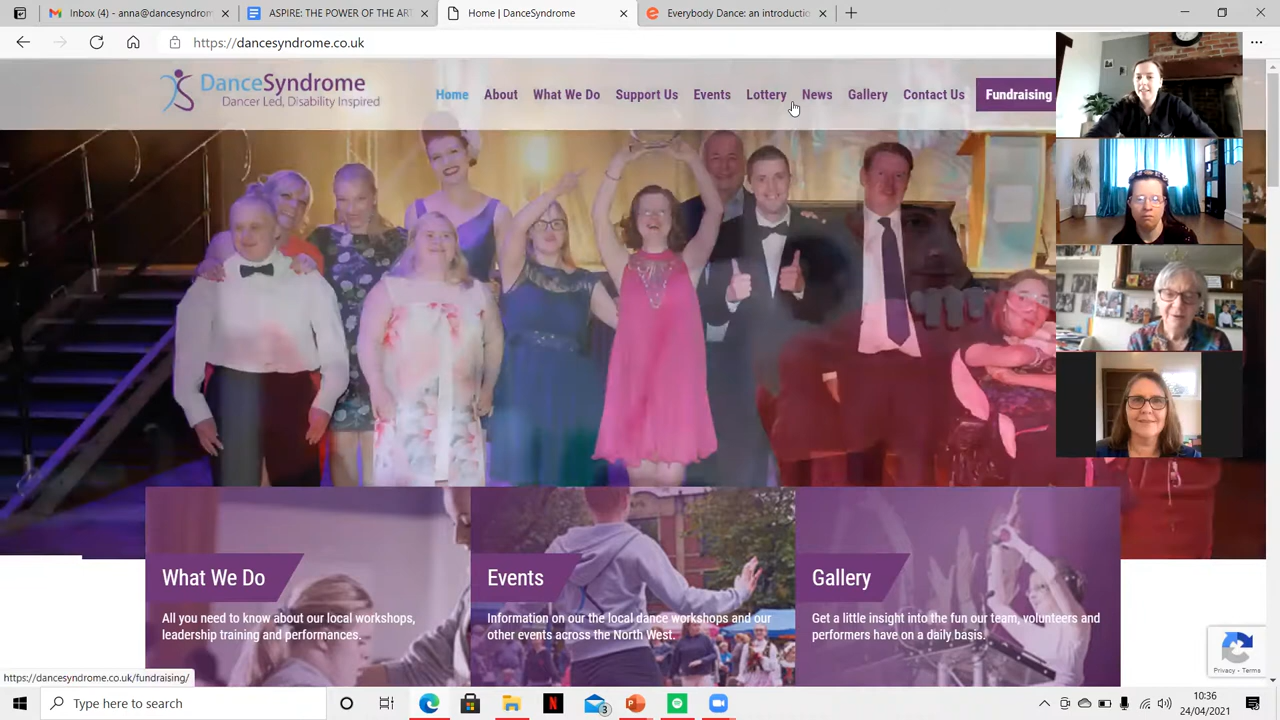 Inbox (4) - anna@dancesyndrom
ASPIRE: THE POWER OF THE ART
Home | DanceSyndrome
Everybody Dance: an introductio
https://dancesyndrome.co.uk
DanceSyndrome
Dancer Led, Disability Inspired
Home About What We Do Support Us Events Lottery News Gallery Contact Us Fundraising
What We Do
All you need to know about our local workshops,
leadership training and performances.
Events
Information on our the local dance workshops and our
other events across the North West.
Gallery
Get a little insight into the fun our team, volunteers and
performers have on a daily basis.
Privacy - Terms
https://dancesyndrome.co.uk/fundraising/
Type here to search
3
10:36
24/04/2021